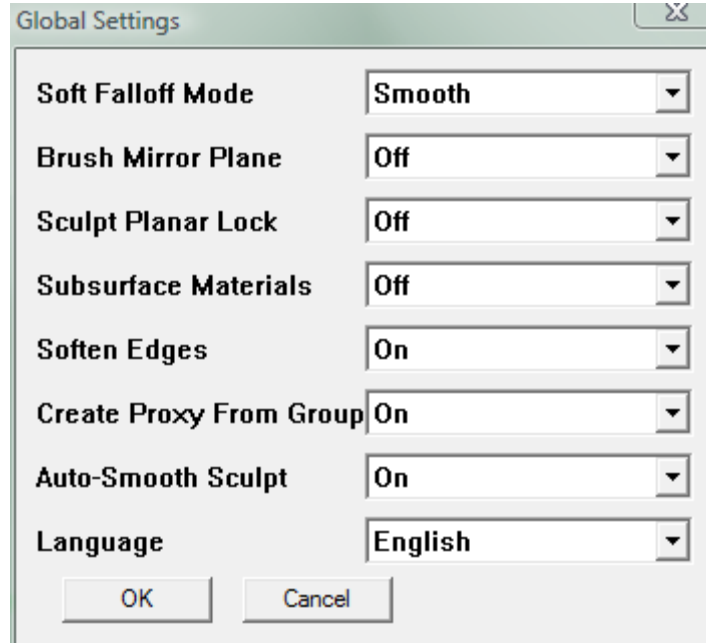 Global Settings
Soft Falloff Mode Smooth
Brush Mirror Plane Off
Sculpt Planar Lock Off
Subsurface Materials Off
Soften Edges On
Create Proxy From Group On
Auto-Smooth Sculpt On
Language English
OK Cancel